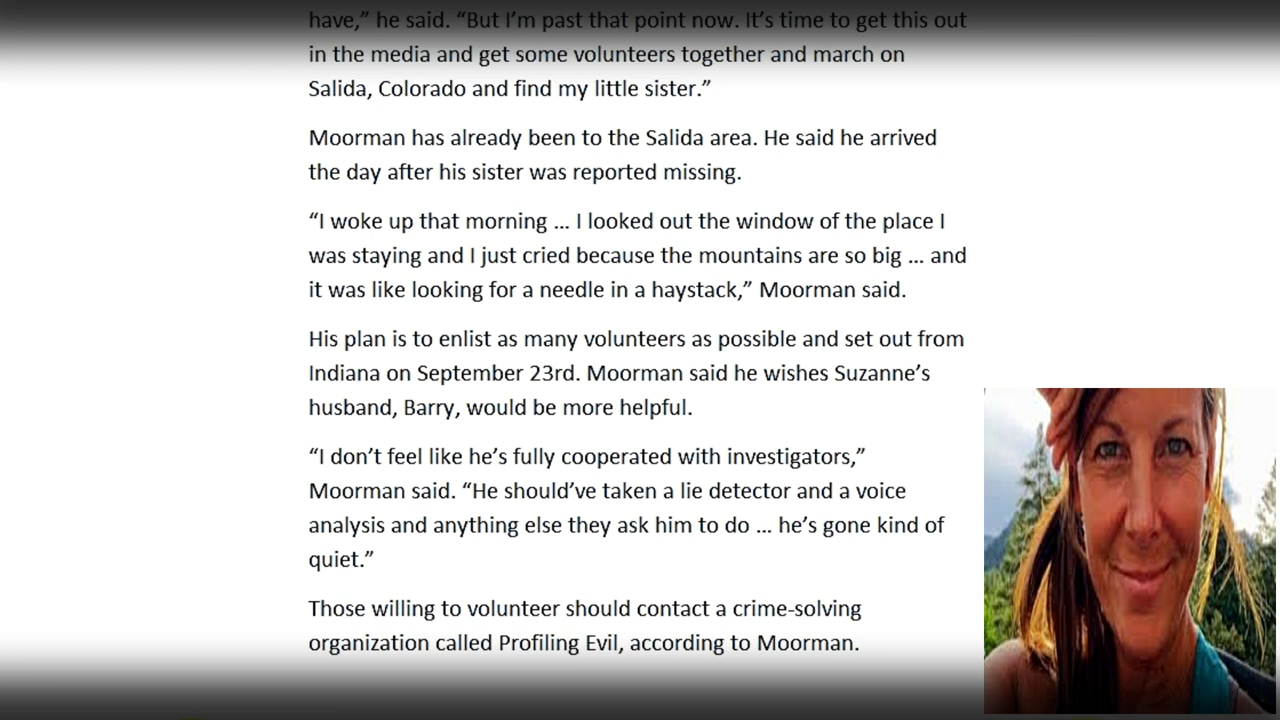 have,” he said. “But I’m past that point now. It’s time to get this out
in the media and get some volunteers together and march on
Salida, Colorado and find my little sister.”
Moorman has already been to the Salida area. He said he arrived
the day after his sister was reported missing.
“I woke up that morning … I looked out the window of the place I
was staying and I just cried because the mountains are so big … and
it was like looking for a needle in a haystack,” Moorman said.
His plan is to enlist as many volunteers as possible and set out from
Indiana on September 23rd. Moorman said he wishes Suzanne’s
husband, Barry, would be more helpful.
“I don’t feel like he’s fully cooperated with investigators,”
Moorman said. “He should’ve taken a lie detector and a voice
analysis and anything else they ask him to do … he’s gone kind of
quiet.”
Those willing to volunteer should contact a crime-solving
organization called Profiling Evil, according to Moorman.